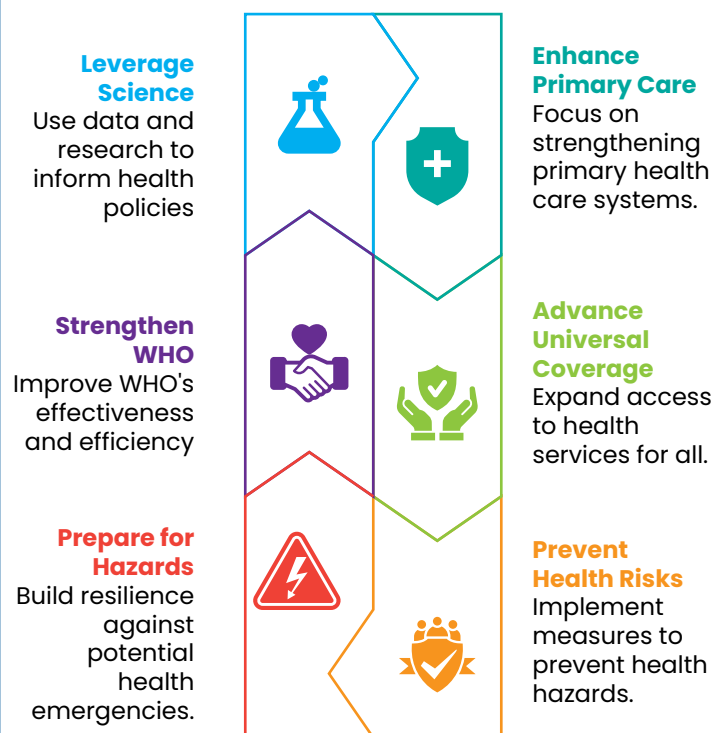 Leverage
Science
Use data and
research to
inform health
policies
Enhance
Primary Care
Focus on
strengthening
primary health
care systems.
Strengthen
WHO
Improve WHO's
effectiveness
and efficiency
Advance
Universal
Coverage
Expand access
to health
services for all.
Prepare for
Hazards
Build resilience
against
potential
health
emergencies.
Prevent
Health Risks
Implement
measures to
prevent health
hazards.